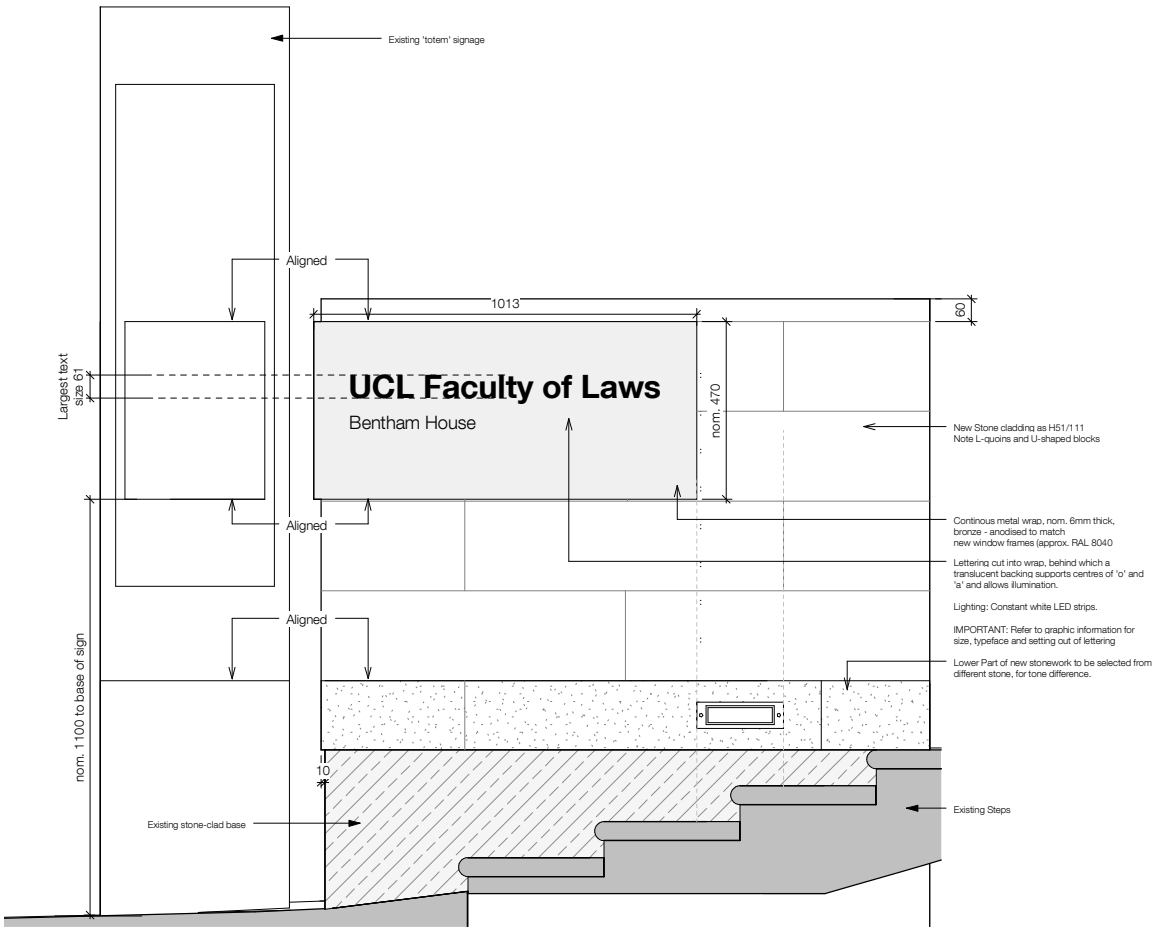 Existing 'totem' signage
Aligned
1013
60
Largest text
size 61
UCL Faculty of Laws
Bentham House
nom. 470
New Stone cladding as H51/111
Note L-quoins and U-shaped blocks
Aligned
Continous metal wrap, nom. 6mm thick,
bronze - anodised to match
new window frames (approx. RAL 8040
Lettering cut into wrap, behind which a
translucent backing supports centres of 'o' and
'a' and allows illumination.
Lighting: Constant white LED strips.
IMPORTANT: Refer to graphic information for
size, typeface and setting out of lettering
Aligned
Lower Part of new stonework to be selected from
different stone, for tone difference.
nom. 1100 to base of sign
10
Existing stone-clad base
Existing Steps